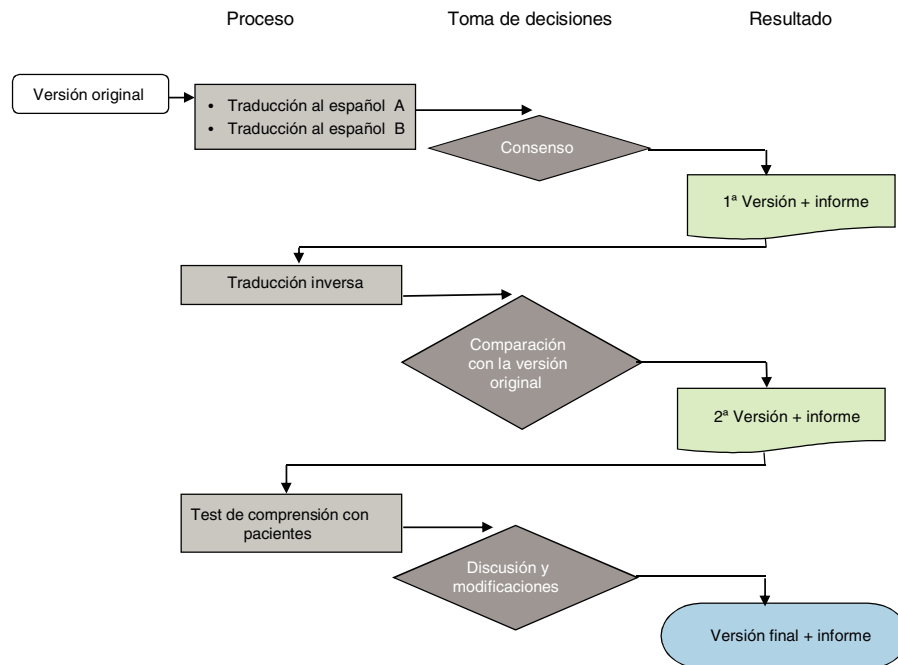 Proceso
Toma de decisiones
Resultado
Versión original
• Traducción al español A
• Traducción al español B
Consenso
1ª Versión + informe
Traducción inversa
Comparación
con la versión
original
2ª Versión + informe
Test de comprensión con
pacientes
Discusión y
modificaciones
Versión final + informe